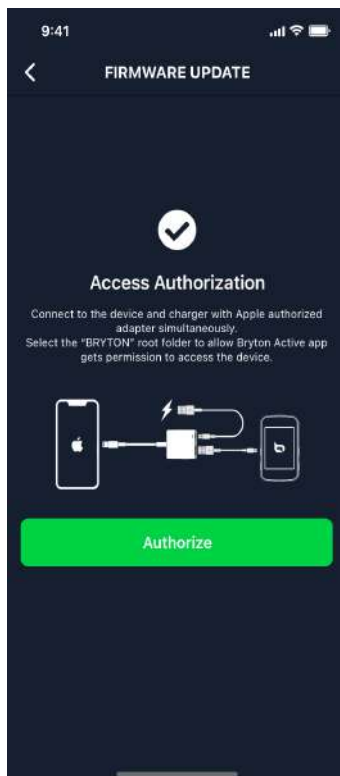 9:41
FIRMWARE UPDATE
Access Authorization
Connect to the device and charger with Apple authorized
adapter simultaneously.
Select the "BRYTON" root folder to allow Bryton Active app
gets permission to access the device.
Authorize